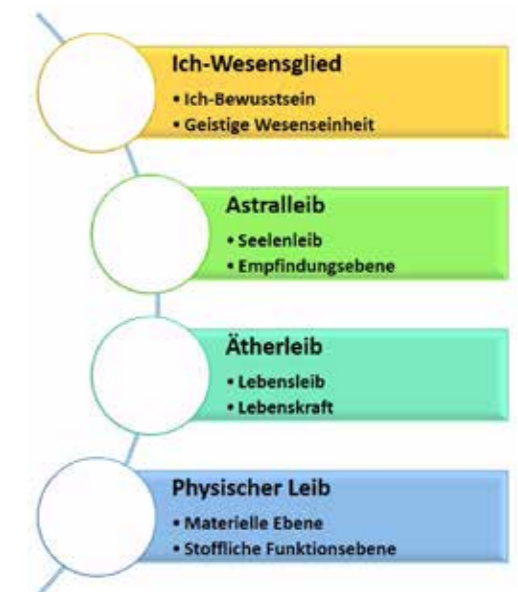 Ich-Wesensglied
• Ich-Bewusstsein
• Geistige Wesenseinheit
Astralleib
• Seelenleib
• Empfindungsebene
Ätherleib
• Lebensleib
• Lebenskraft
Physischer Leib
• Materielle Ebene
• Stoffliche Funktionsebene